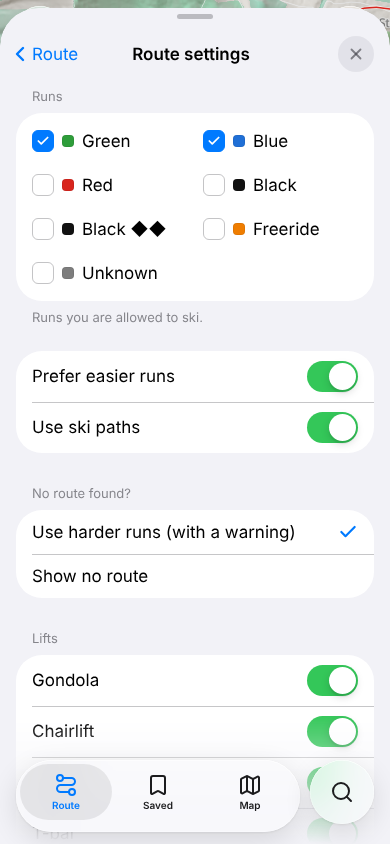 Route
Route settings
Runs
Green
Blue
Red
Black
Black
Freeride
Unknown
Runs you are allowed to ski.
Prefer easier runs
Use ski paths
No route found?
Use harder runs (with a warning)
Show no route
Lifts
Gondola
Chairlift
Route
Saved
Map
T-bar